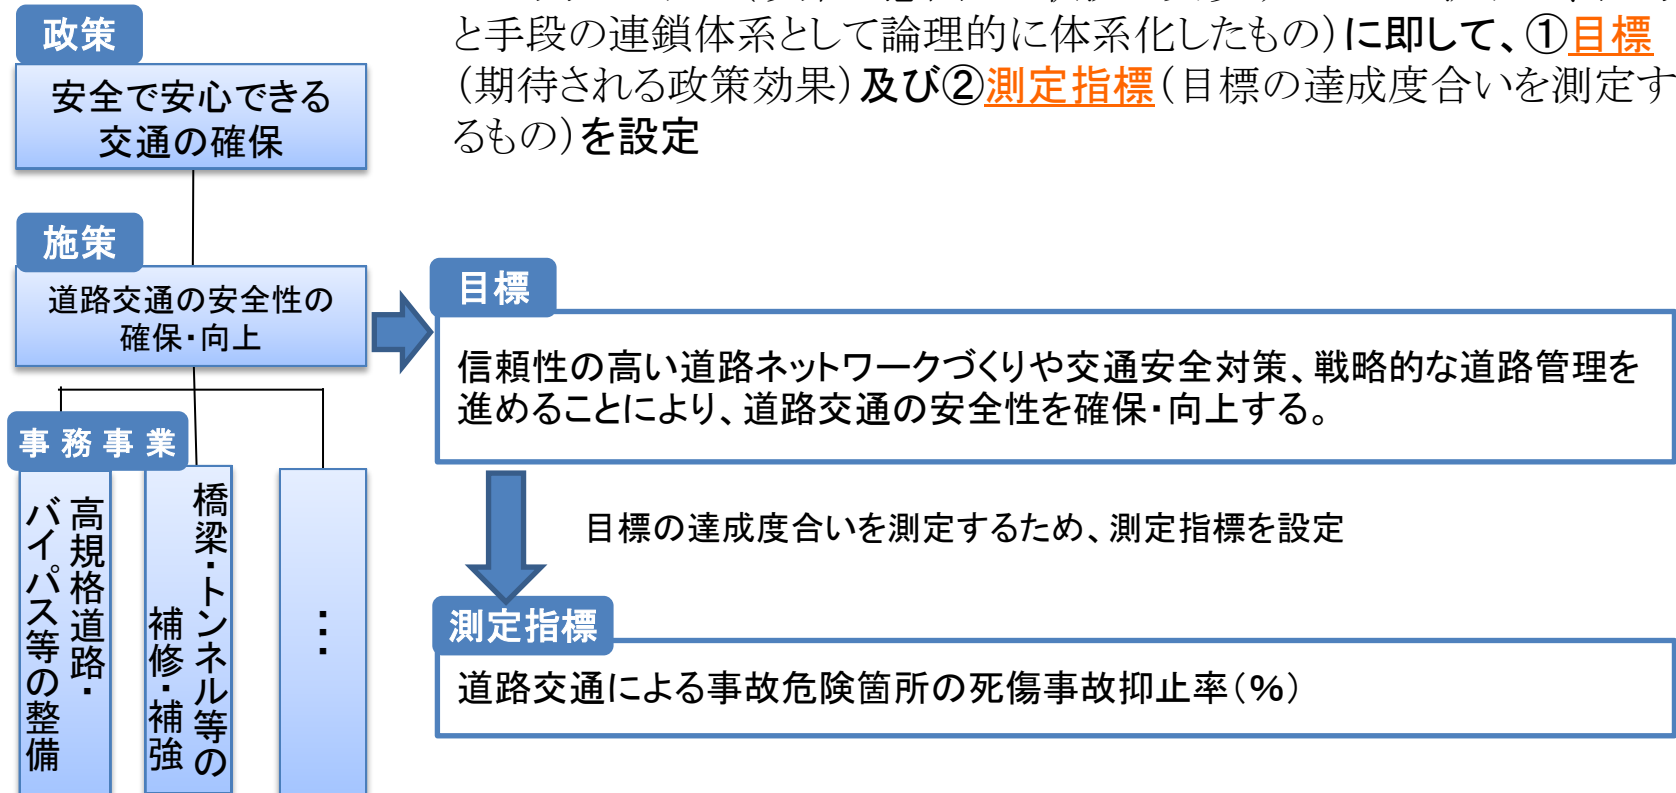 と手段の連鎖体系として論理的に体系化したもの)に即して、①目標
(期待される政策効果)及び②測定指標(目標の達成度合いを測定す
るもの)を設定
政策
安全で安心できる
交通の確保
施策
道路交通の安全性の
確保・向上
目標
信頼性の高い道路ネットワークづくりや交通安全対策、戦略的な道路管理を
進めることにより、道路交通の安全性を確保・向上する。
事務事業
高規格道路・
バイパス等の整備
橋梁・トンネル等の
補修・補強
・・・
目標の達成度合いを測定するため、測定指標を設定
測定指標
道路交通による事故危険箇所の死傷事故抑止率(%)